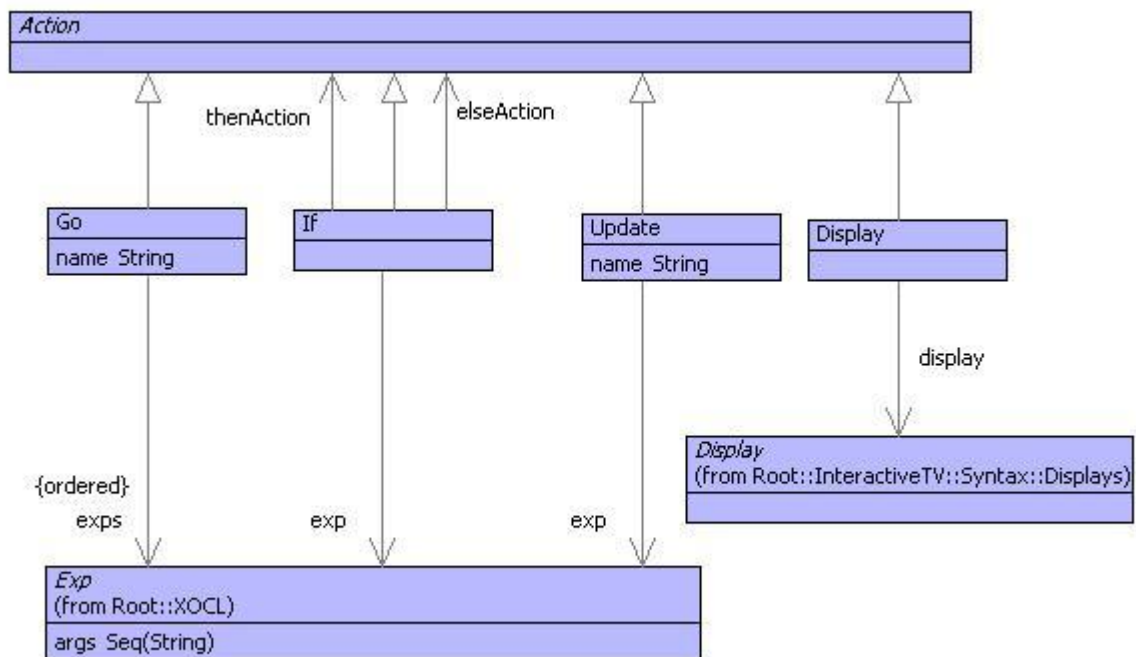 Action
thenAction
elseAction
Go
name String
If
Update
name String
Display
display
Display
(from Root::InteractiveTV::Syntax::Displays)
{ordered}
exps
exp
exp
Exp
(from Root::XOCL)
args Seq(String)